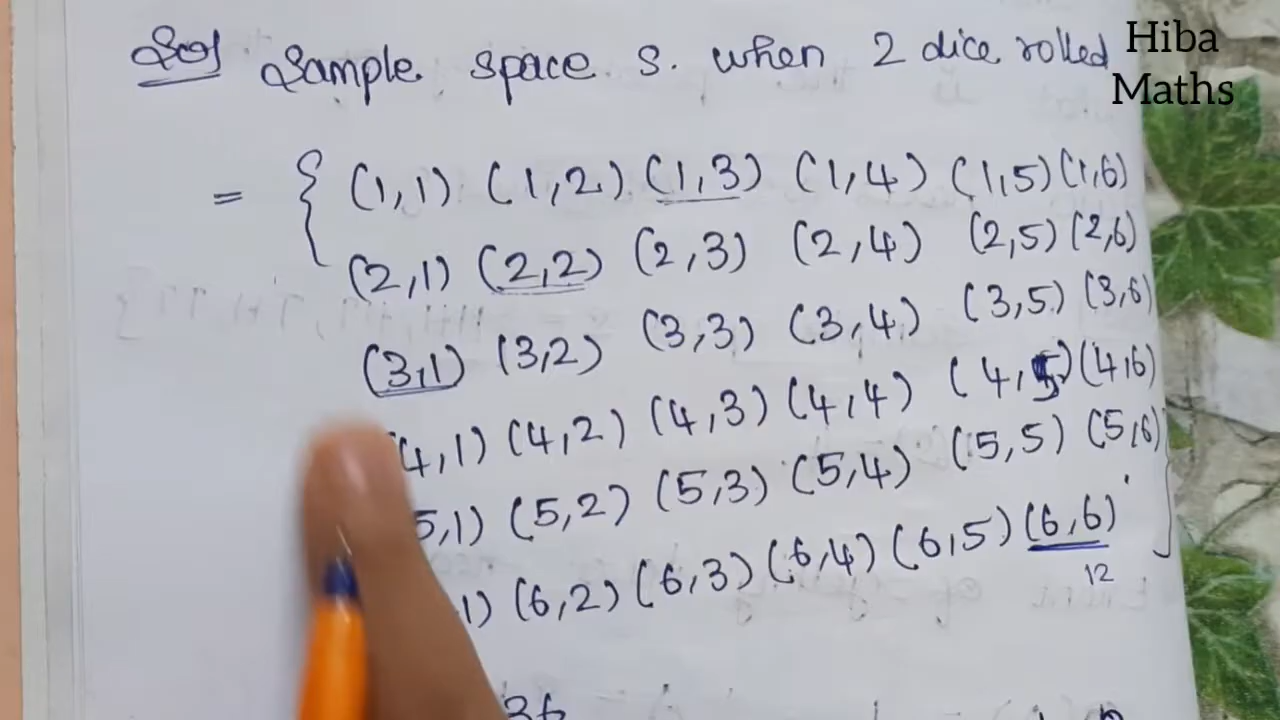 Sol Sample space S. when 2 dice rolled
Hiba
Maths
= { (1,1) (1,2) (1,3) (1,4) (1,5) (1,6)
(2,1) (2,2) (2,3) (2,4) (2,5) (2,6)
(3,1) (3,2) (3,3) (3,4) (3,5) (3,6)
(4,1) (4,2) (4,3) (4,4) (4,5) (4,6)
5,1) (5,2) (5,3) (5,4) (5,5) (5,6)
1) (6,2) (6,3) (6,4) (6,5) (6,6) }
12
36